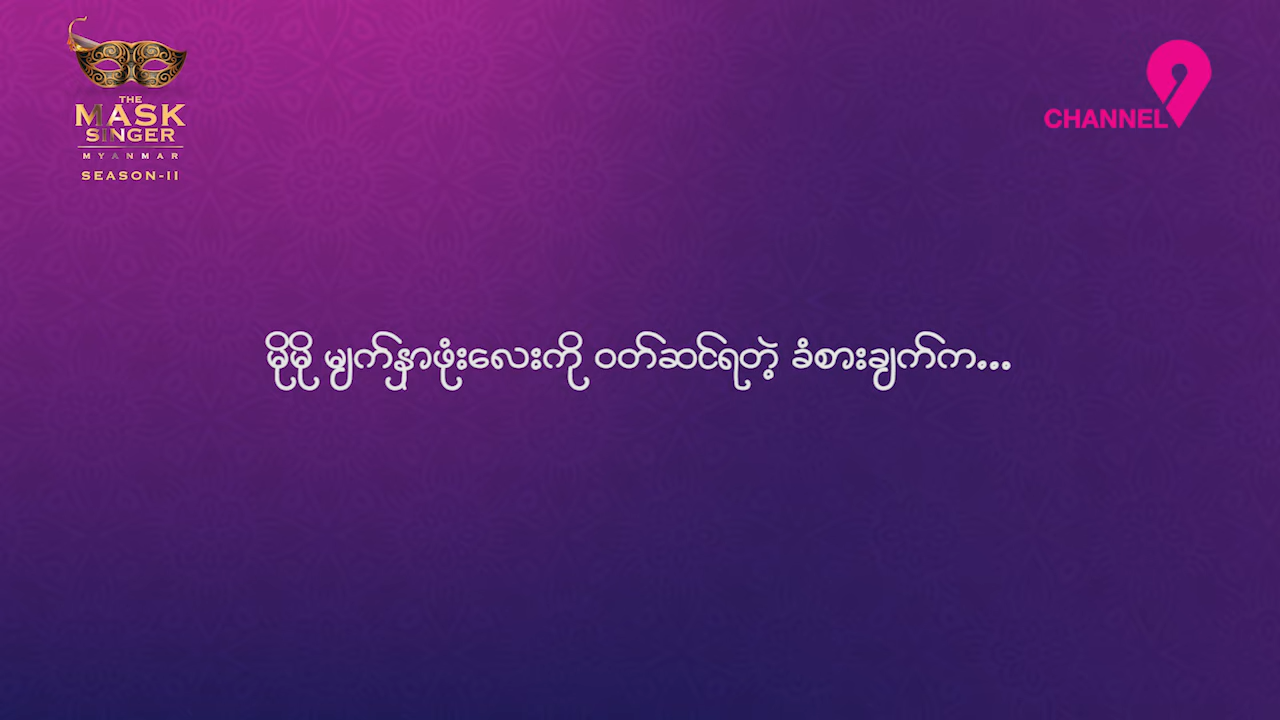 THE
MASK
SINGER
MYANMAR
SEASON-II
CHANNEL 9
မိုမို မျက်နှာဖုံးလေးကို ဝတ်ဆင်ရတဲ့ ခံစားချက်က...